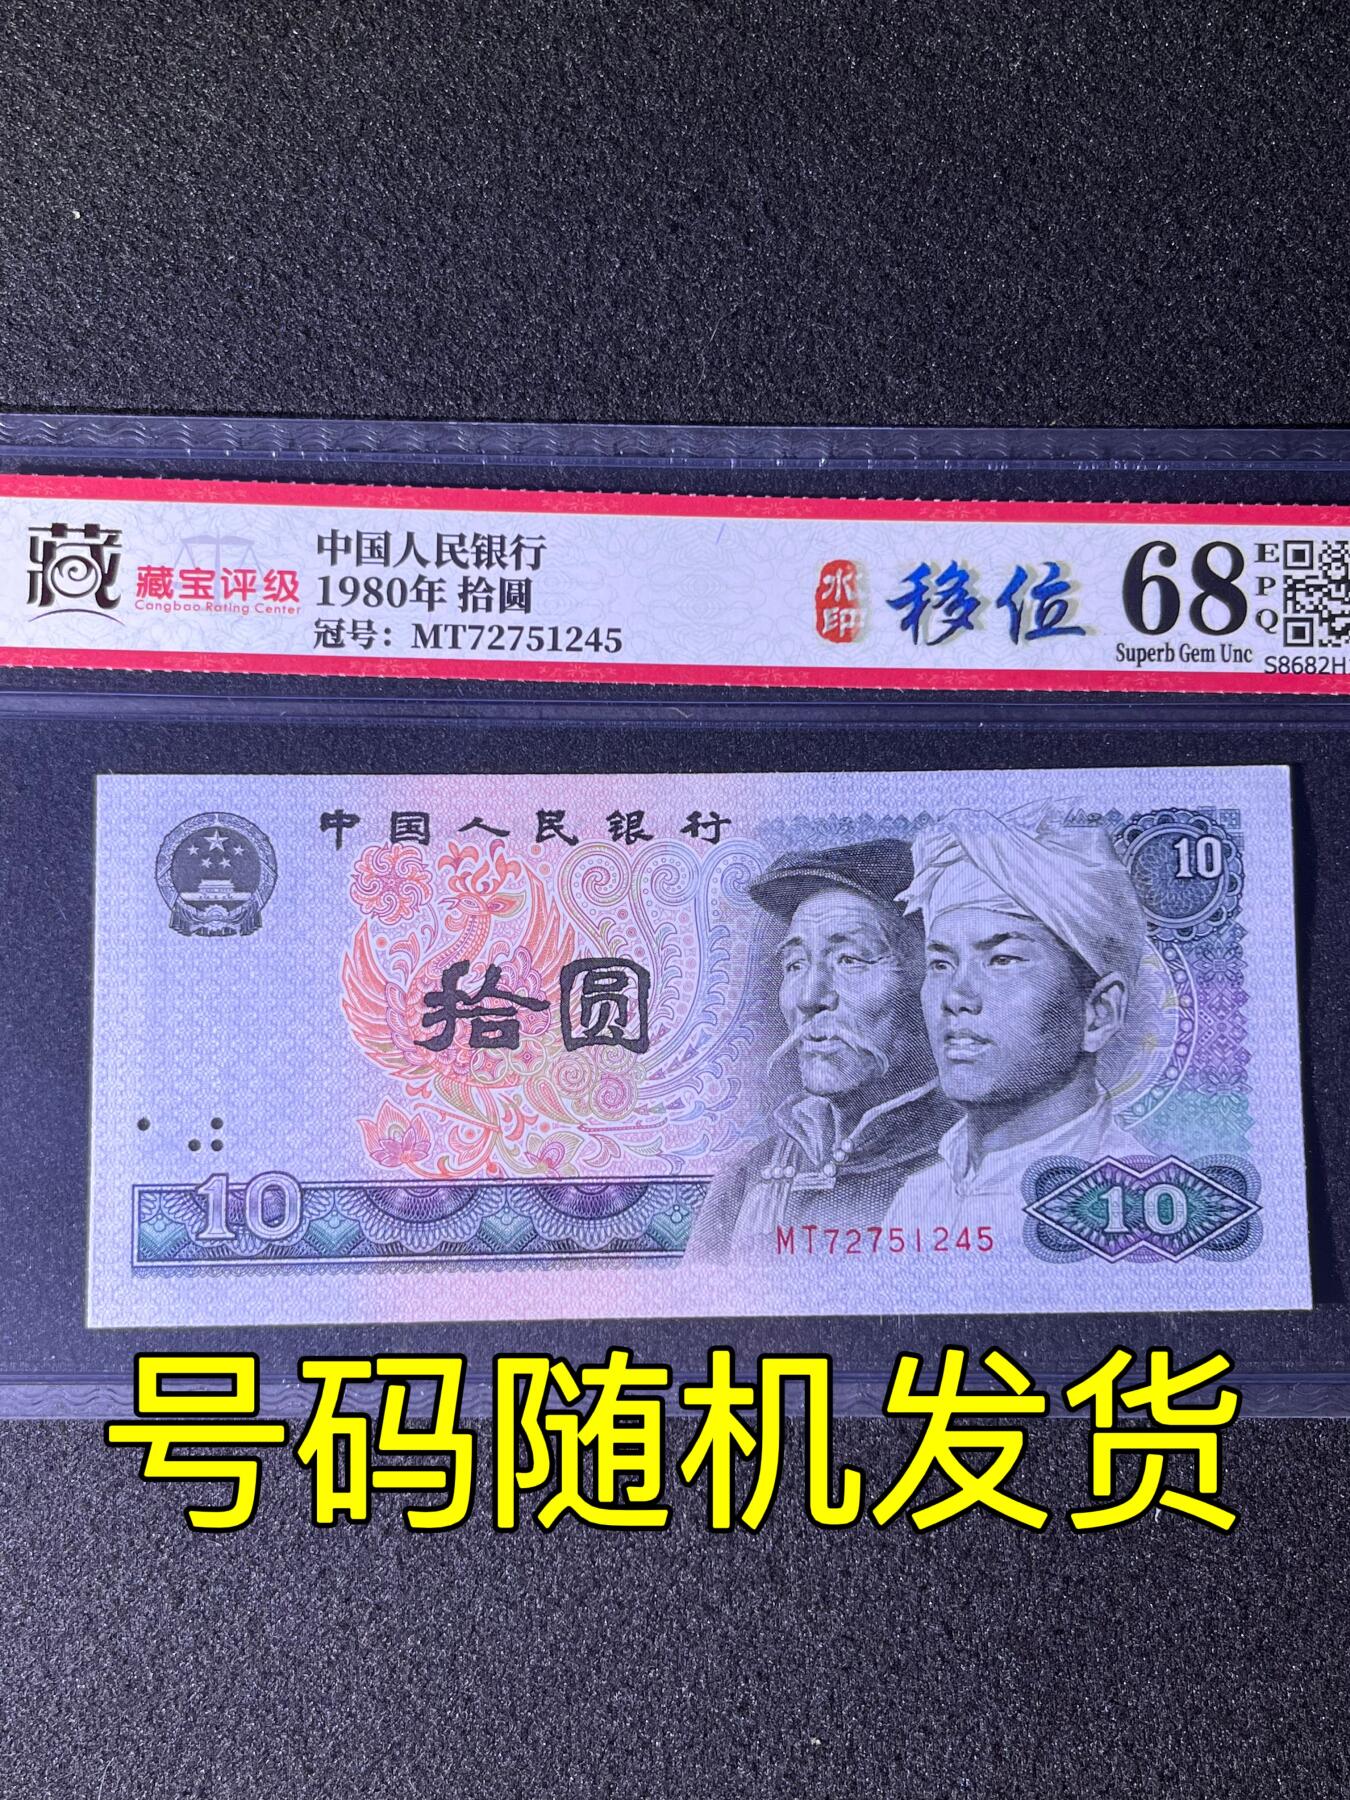 藏
藏宝评级
Cangbao Rating Center
中国人民银行
1980年 拾圆
冠号：MT72751245
水印
移位
68
EPQ
Superb Gem Unc
S8682H
中国人民银行
10
拾圆
10
MT72751245
10
号码随机发货